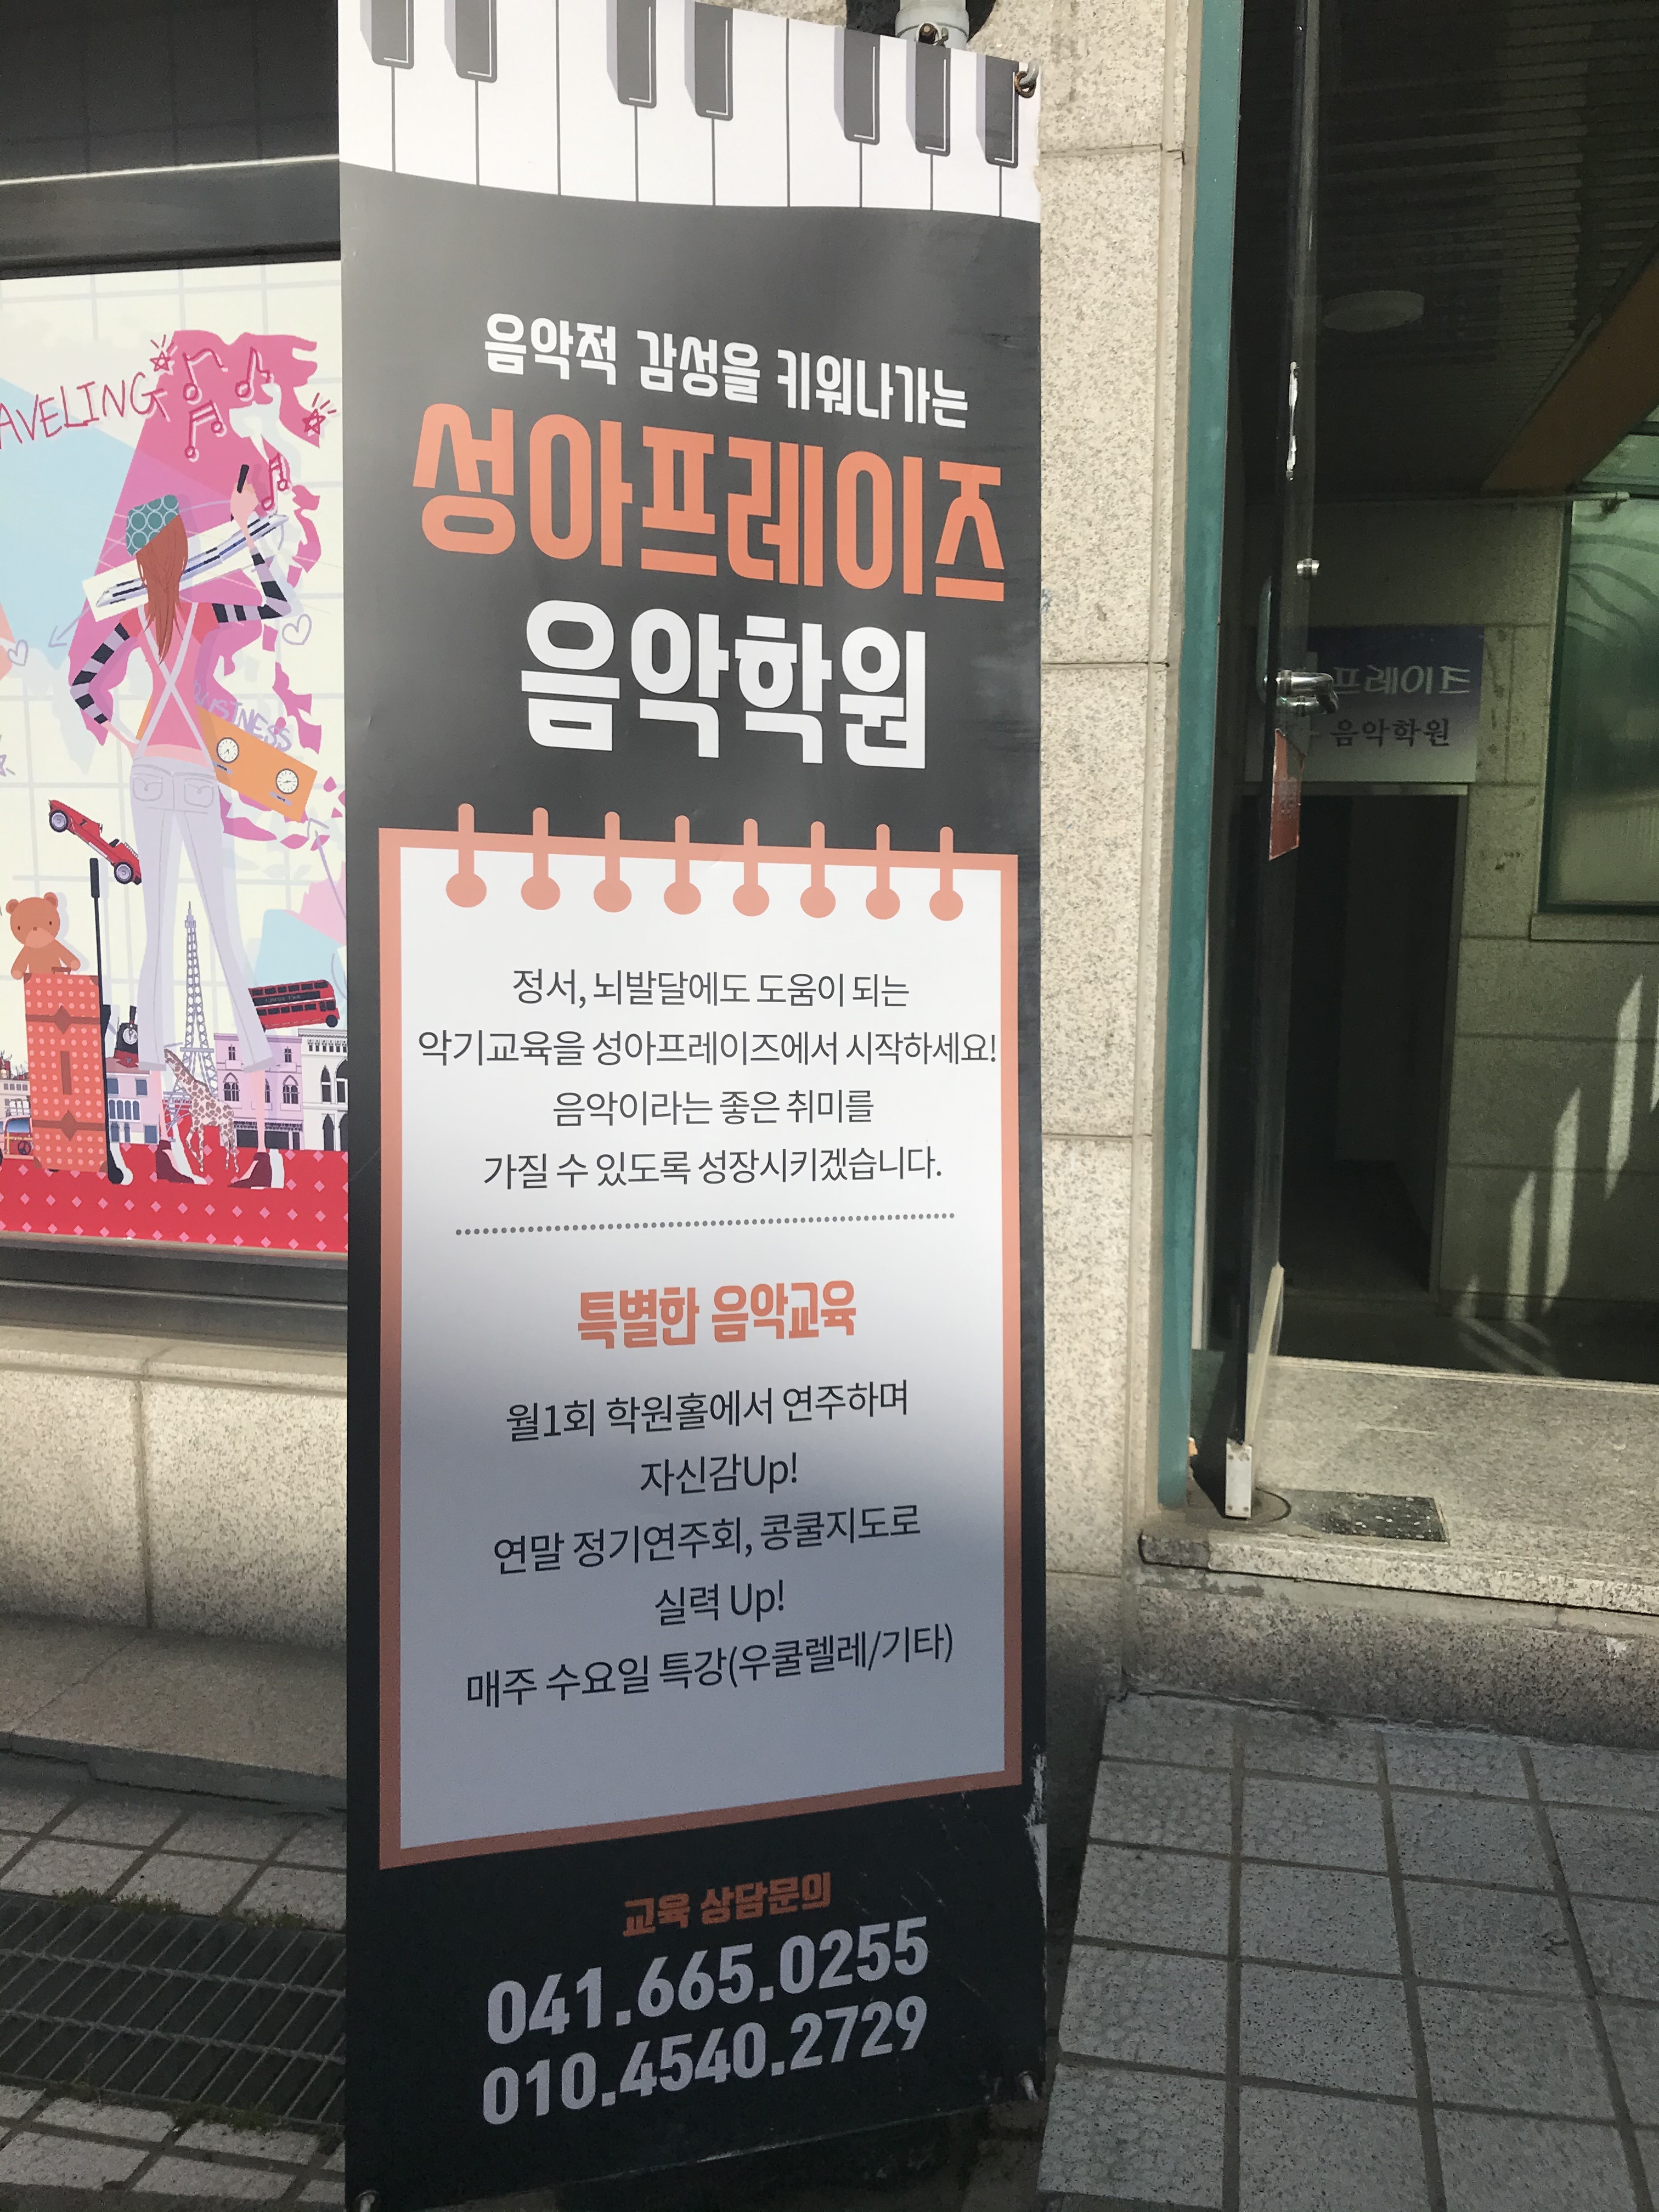 음악적 감성을 키워나가는
성아프레이즈
음악학원
정서, 뇌발달에도 도움이 되는
악기교육을 성아프레이즈에서 시작하세요!
음악이라는 좋은 취미를
가질 수 있도록 성장시키겠습니다.
특별한 음악교육
월1회 학원홀에서 연주하며
자신감Up!
연말 정기연주회, 콩쿨지도로
실력 Up!
매주 수요일 특강(우쿨렐레/기타)
교육 상담문의
041.665.0255
010.4540.2729
AVELING
BUSINESS
프레이즈
음악학원